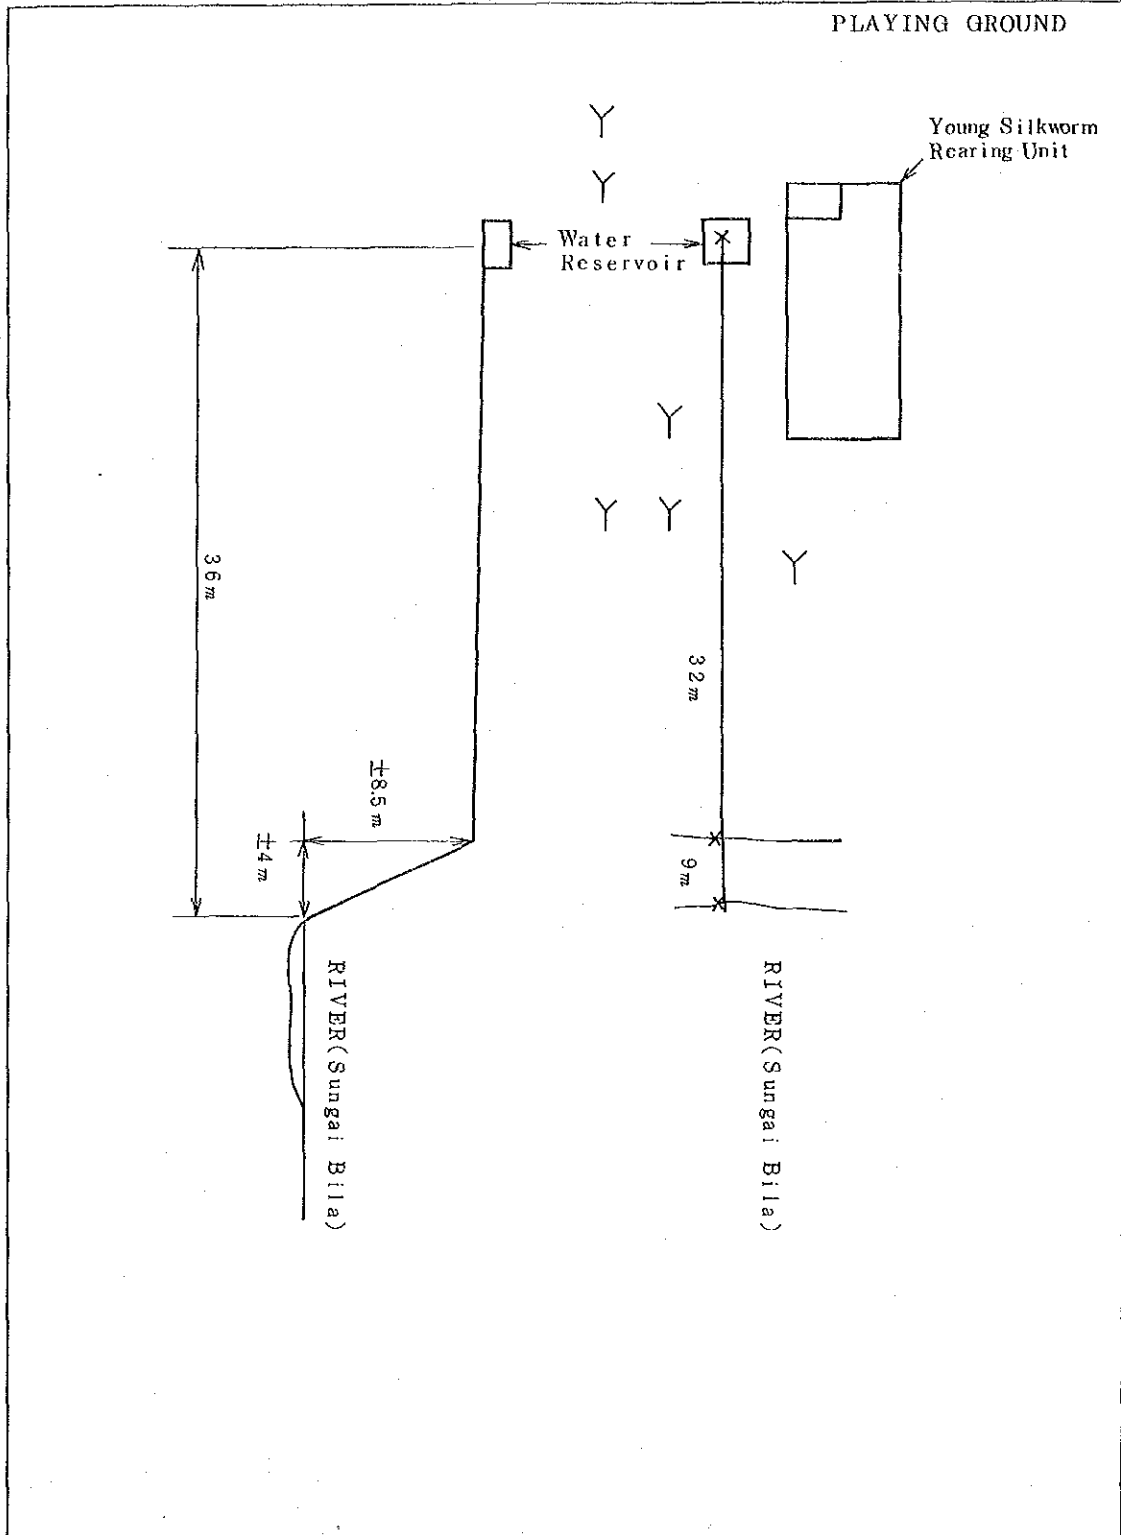 PLAYING GROUND
Young Silkworm
Rearing Unit
Water
Reservoir
36m
32m
±8.5m
±4m
9m
RIVER(Sungai Bila)
RIVER(Sungai Bila)